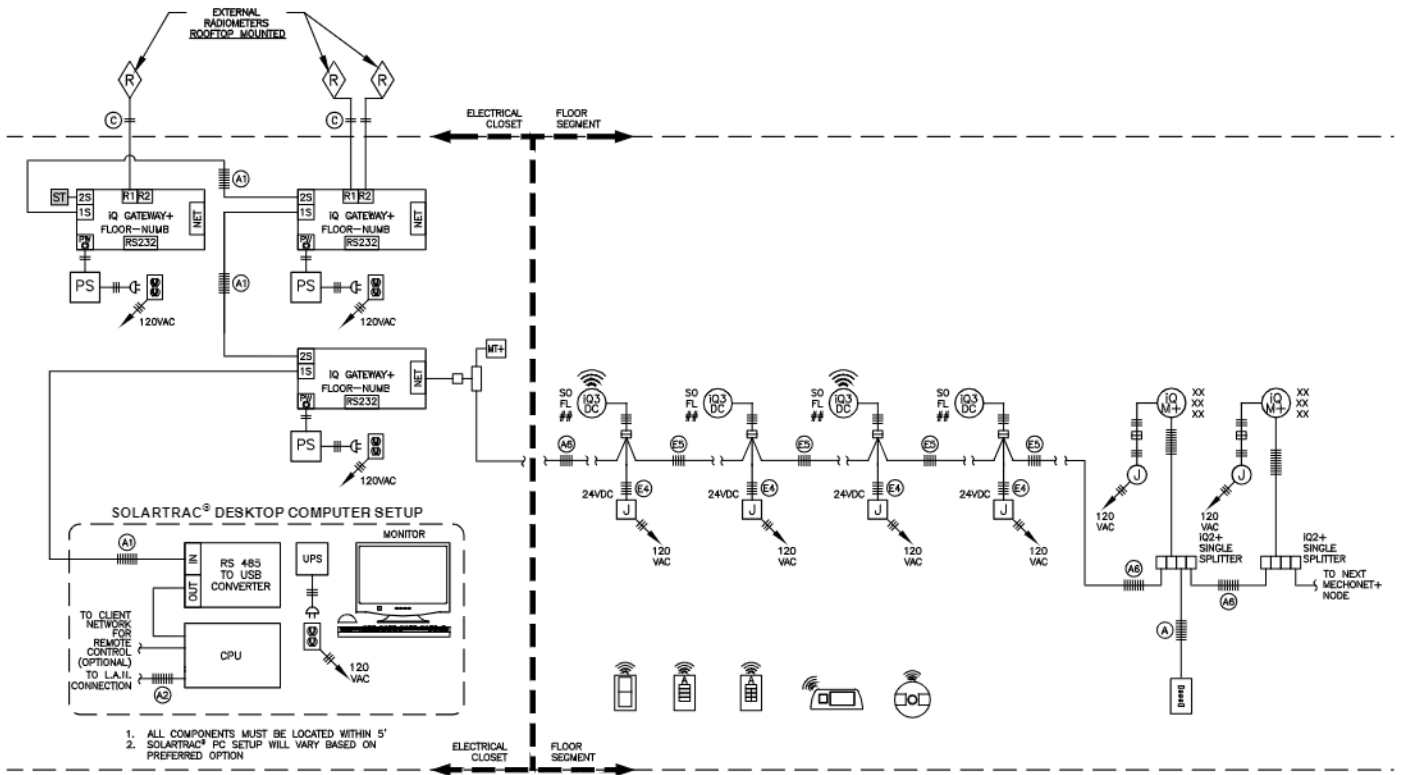 EXTERNAL
RADIOMETERS
ROOFTOP MOUNTED
R
R
R
C
C
ELECTRICAL
CLOSET
FLOOR
SEGMENT
A1
ST
2S
1S
R1 R2
iQ GATEWAY+
FLOOR-NUMB
RS232
NET
PW
PS
120VAC
2S
1S
R1 R2
iQ GATEWAY+
FLOOR-NUMB
RS232
NET
PW
PS
120VAC
A1
2S
1S
iQ GATEWAY+
FLOOR-NUMB
RS232
NET
PW
PS
120VAC
MT+
SO
FL
##
iQ3
DC
SO
FL
##
iQ3
DC
SO
FL
##
iQ3
DC
SO
FL
##
iQ3
DC
iQ
M+
XX
XX
XX
iQ
M+
XX
XX
XX
A6
E5
E5
E5
E5
24VDC
E4
J
120
VAC
24VDC
E4
J
120
VAC
24VDC
E4
J
120
VAC
24VDC
E4
J
120
VAC
J
120
VAC
J
120
VAC
iQ2+
SINGLE
SPLITTER
iQ2+
SINGLE
SPLITTER
A6
A6
TO NEXT
MECHONET+
NODE
A
SOLARTRAC® DESKTOP COMPUTER SETUP
A1
IN
OUT
RS 485
TO USB
CONVERTER
UPS
MONITOR
120
VAC
TO CLIENT
NETWORK
FOR
REMOTE
CONTROL
(OPTIONAL)
CPU
TO L.A.N.
CONNECTION
A2
1. ALL COMPONENTS MUST BE LOCATED WITHIN 5'
2. SOLARTRAC® PC SETUP WILL VARY BASED ON
PREFERRED OPTION
ELECTRICAL
CLOSET
FLOOR
SEGMENT